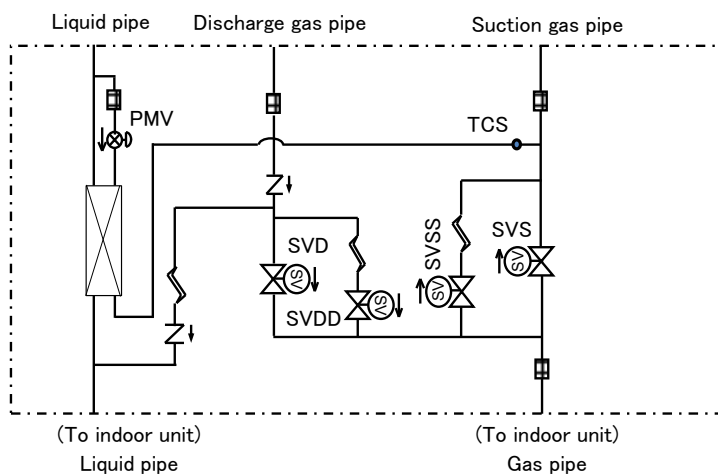 Liquid pipe
Discharge gas pipe
Suction gas pipe
PMV
TCS
SVD
SV
SVDD
SV
SVSS
SV
SVS
SV
(To indoor unit)
Liquid pipe
(To indoor unit)
Gas pipe